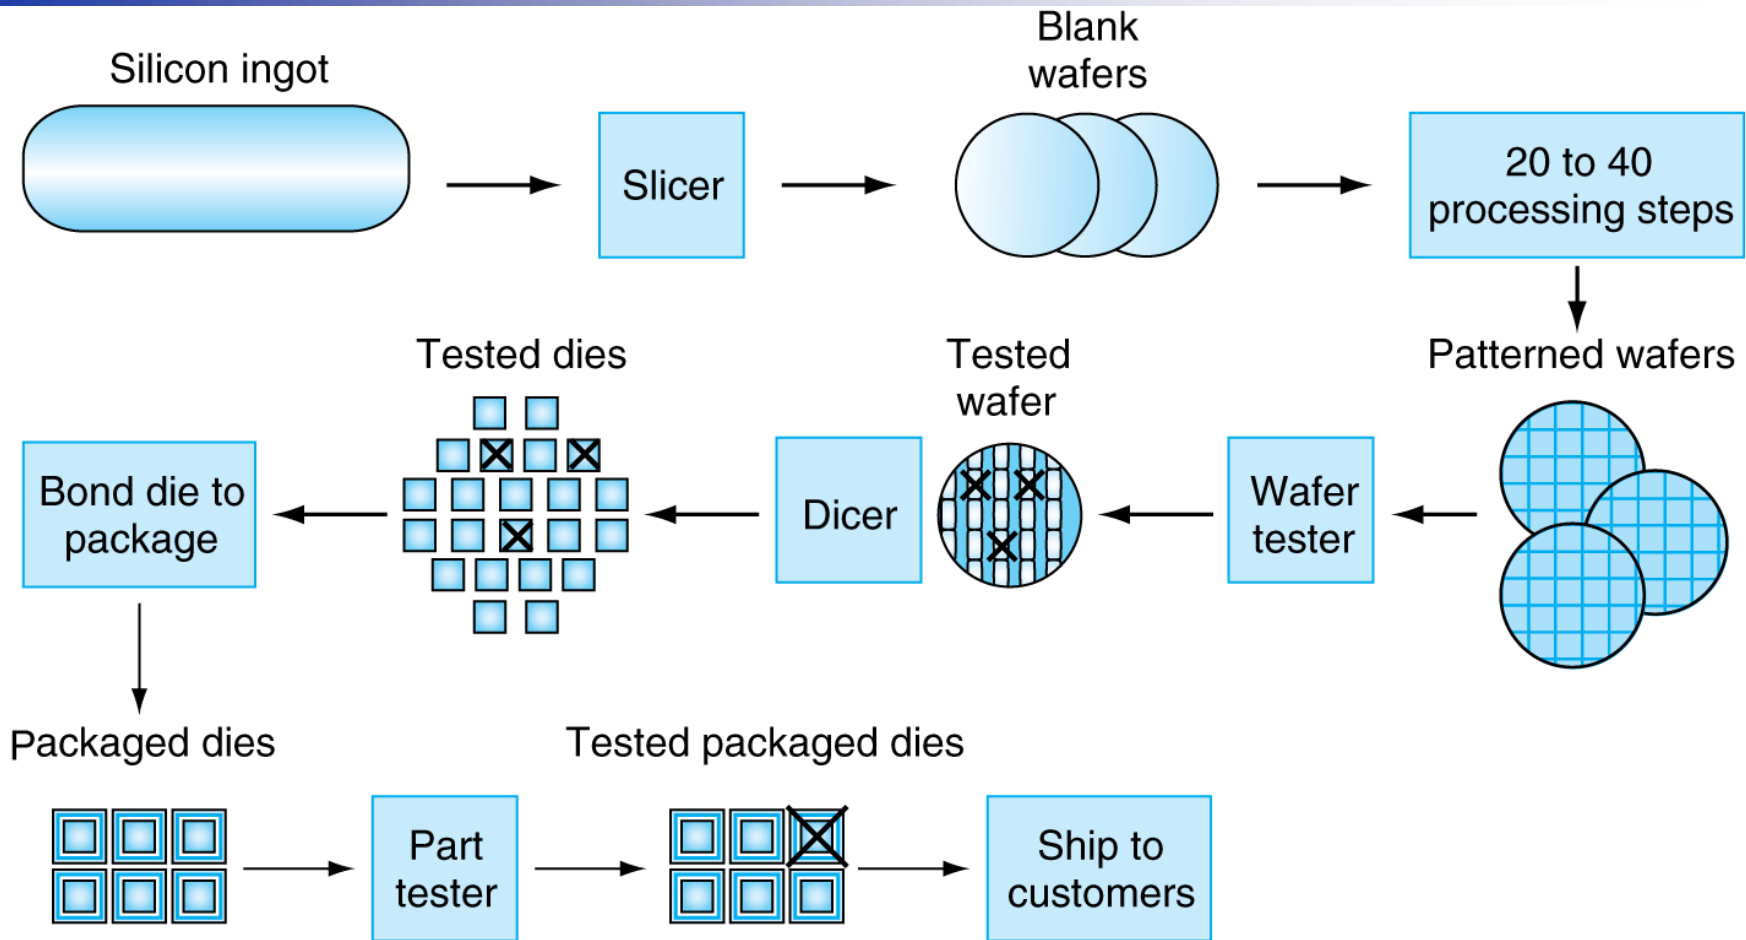 Silicon ingot
Slicer
Blank
wafers
20 to 40
processing steps
Patterned wafers
Wafer
tester
Tested
wafer
Dicer
Tested dies
Bond die to
package
Packaged dies
Part
tester
Tested packaged dies
Ship to
customers